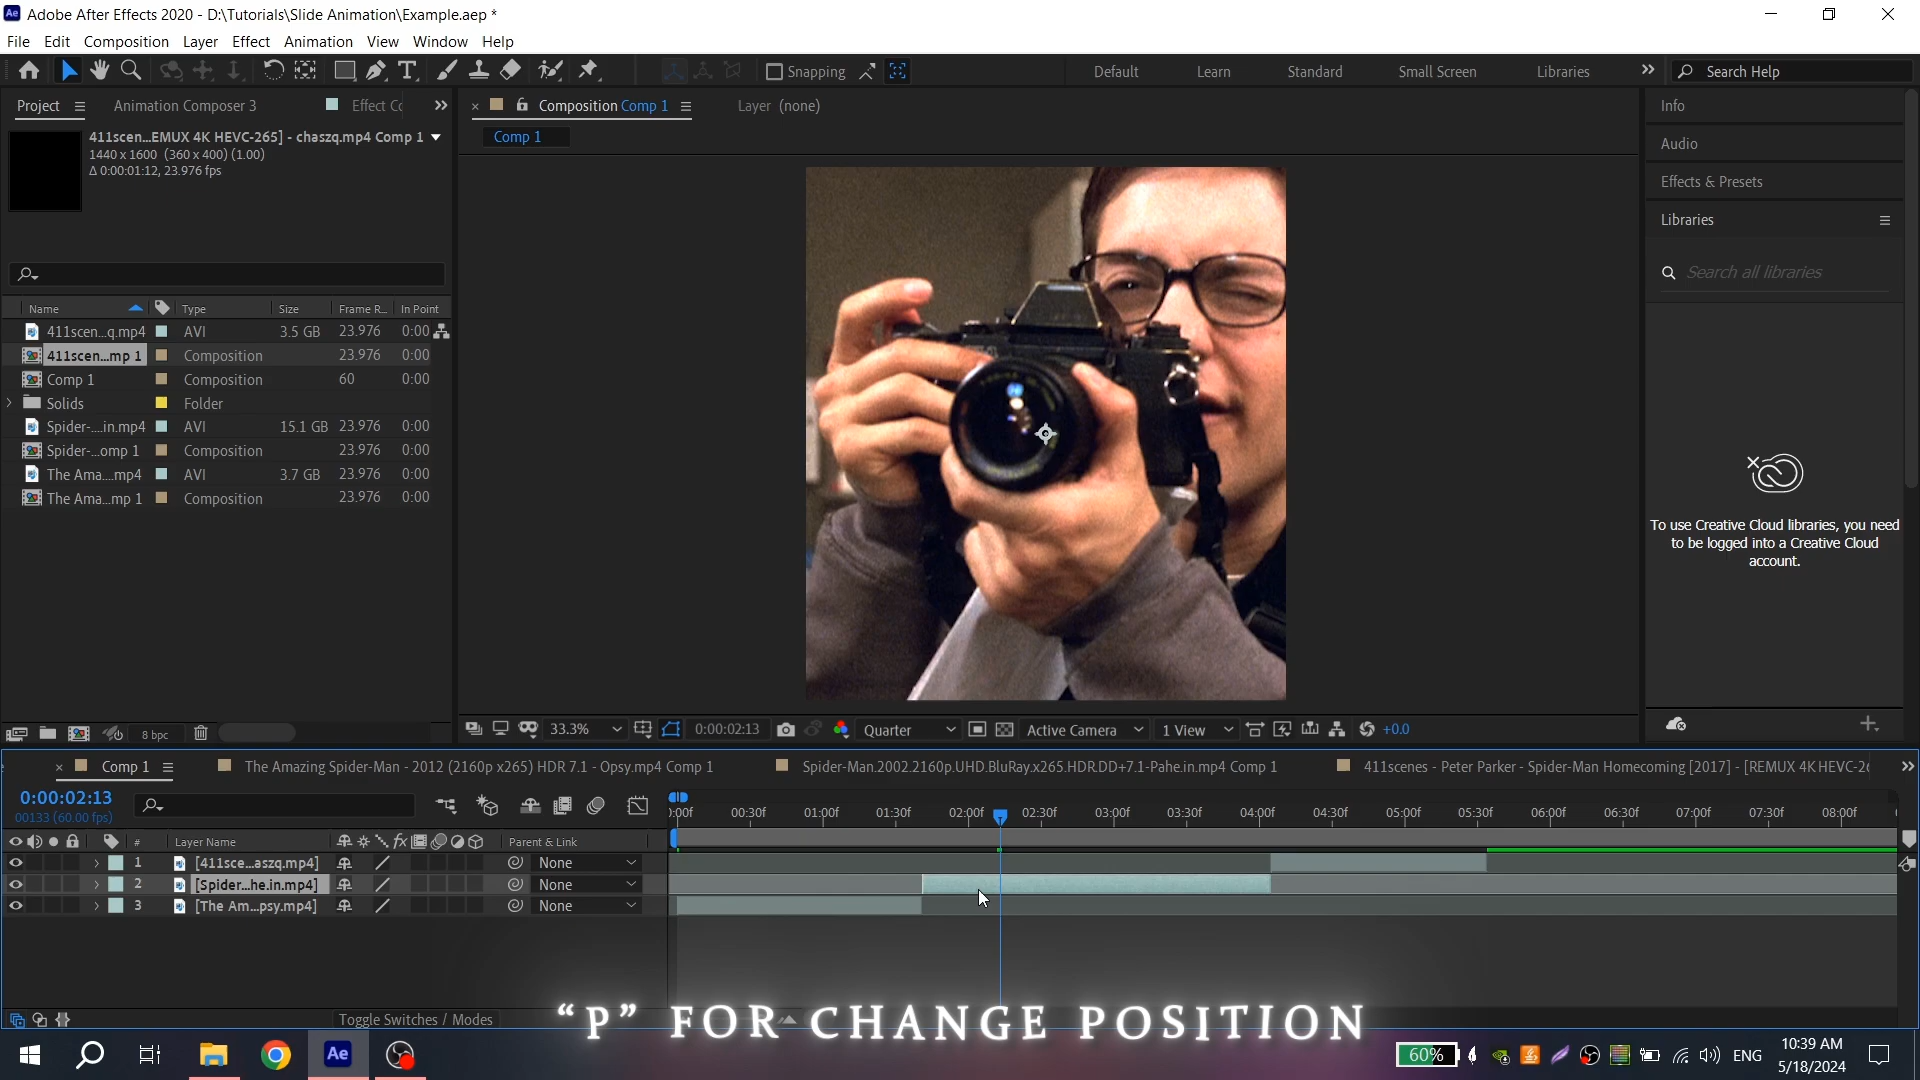 Ae Adobe After Effects 2020 - D:\Tutorials\Slide Animation\Example.aep *
File Edit Composition Layer Effect Animation View Window Help
Snapping Default Learn Standard Small Screen Libraries Search Help
Project Animation Composer 3 Effect Co
Composition Comp 1 Layer (none)
Comp 1
411scen...EMUX 4K HEVC-265] - chaszq.mp4 Comp 1
1440 x 1600 (360 x 400) (1.00)
Δ 0:00:01:12, 23.976 fps
Name Type Size Frame R... In Point
411scen...q.mp4 AVI 3.5 GB 23.976 0:00
411scen...mp 1 Composition 23.976 0:00
Comp 1 Composition 60 0:00
Solids Folder
Spider-....in.mp4 AVI 15.1 GB 23.976 0:00
Spider-...omp 1 Composition 23.976 0:00
The Ama....mp4 AVI 3.7 GB 23.976 0:00
The Ama...mp 1 Composition 23.976 0:00
8 bpc
33.3% 0:00:02:13 Quarter Active Camera 1 View +0.0
Info
Audio
Effects & Presets
Libraries
Search all libraries
To use Creative Cloud libraries, you need
to be logged into a Creative Cloud
account.
Comp 1 The Amazing Spider-Man - 2012 (2160p x265) HDR 7.1 - Opsy.mp4 Comp 1 Spider-Man.2002.2160p.UHD.BluRay.x265.HDR.DD+7.1-Pahe.in.mp4 Comp 1 411scenes - Peter Parker - Spider-Man Homecoming [2017] - [REMUX 4K HEVC-26
0:00:02:13
00133 (60.00 fps)
):00f 00:30f 01:00f 01:30f 02:00f 02:30f 03:00f 03:30f 04:00f 04:30f 05:00f 05:30f 06:00f 06:30f 07:00f 07:30f 08:00f
# Layer Name fx Parent & Link
1 [411sce...aszq.mp4] None
2 [Spider...he.in.mp4] None
3 [The Am...psy.mp4] None
Toggle Switches / Modes
“P” FOR CHANGE POSITION
Ae 60% ENG 10:39 AM
5/18/2024